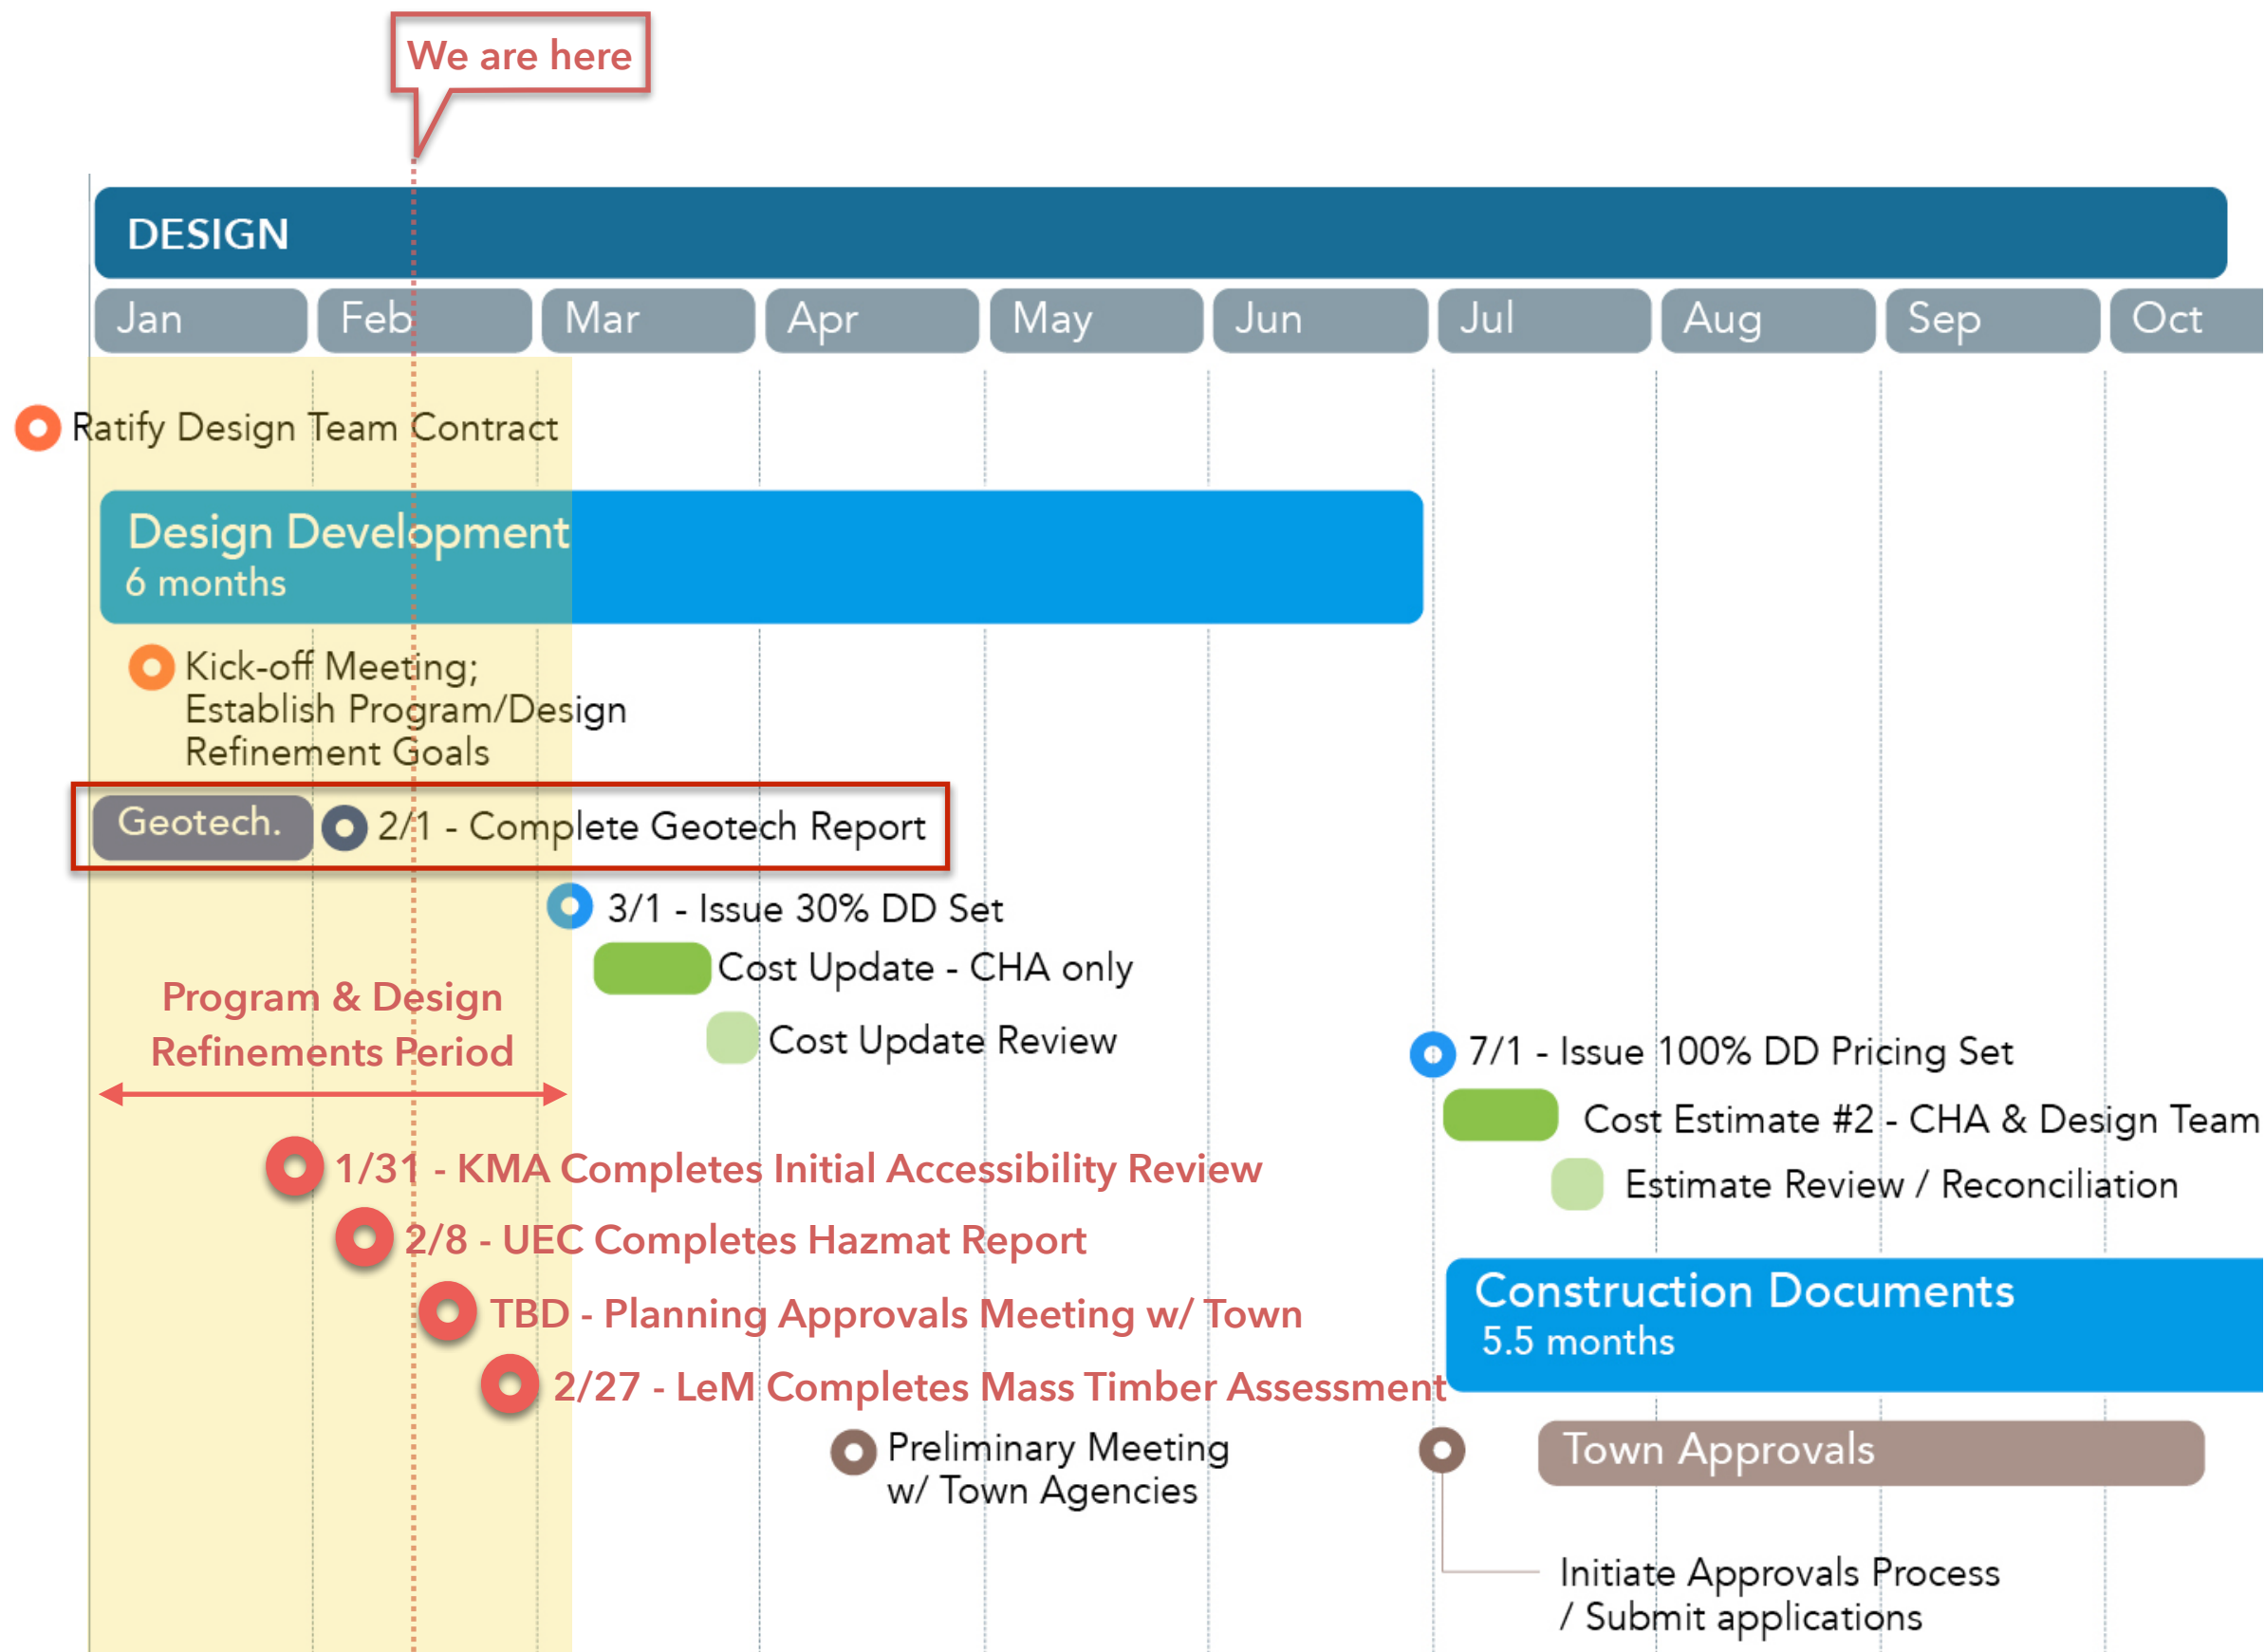 We are here
DESIGN
Jan Feb Mar Apr May Jun Jul Aug Sep Oct
Ratify Design Team Contract
Design Development
6 months
Kick-off Meeting;
Establish Program/Design
Refinement Goals
Geotech. 2/1 - Complete Geotech Report
3/1 - Issue 30% DD Set
Cost Update - CHA only
Program & Design
Refinements Period
Cost Update Review
7/1 - Issue 100% DD Pricing Set
Cost Estimate #2 - CHA & Design Team
1/31 - KMA Completes Initial Accessibility Review
Estimate Review / Reconciliation
2/8 - UEC Completes Hazmat Report
TBD - Planning Approvals Meeting w/ Town
Construction Documents
5.5 months
2/27 - LeM Completes Mass Timber Assessment
Preliminary Meeting
w/ Town Agencies
Town Approvals
Initiate Approvals Process
/ Submit applications